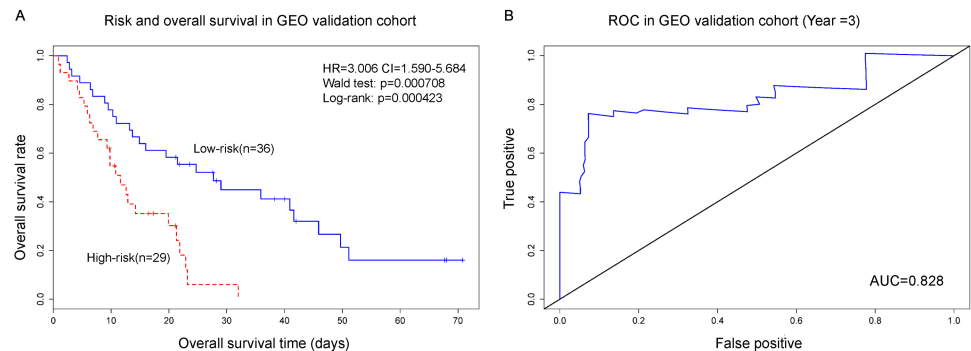 A
Risk and overall survival in GEO validation cohort
Overall survival rate
1.0
0.8
0.6
0.4
0.2
0.0
HR=3.006 CI=1.590-5.684
Wald test: p=0.000708
Log-rank: p=0.000423
Low-risk(n=36)
High-risk(n=29)
0 10 20 30 40 50 60 70
Overall survival time (days)
B
ROC in GEO validation cohort (Year =3)
True positive
1.0
0.8
0.6
0.4
0.2
0.0
AUC=0.828
0.0 0.2 0.4 0.6 0.8 1.0
False positive